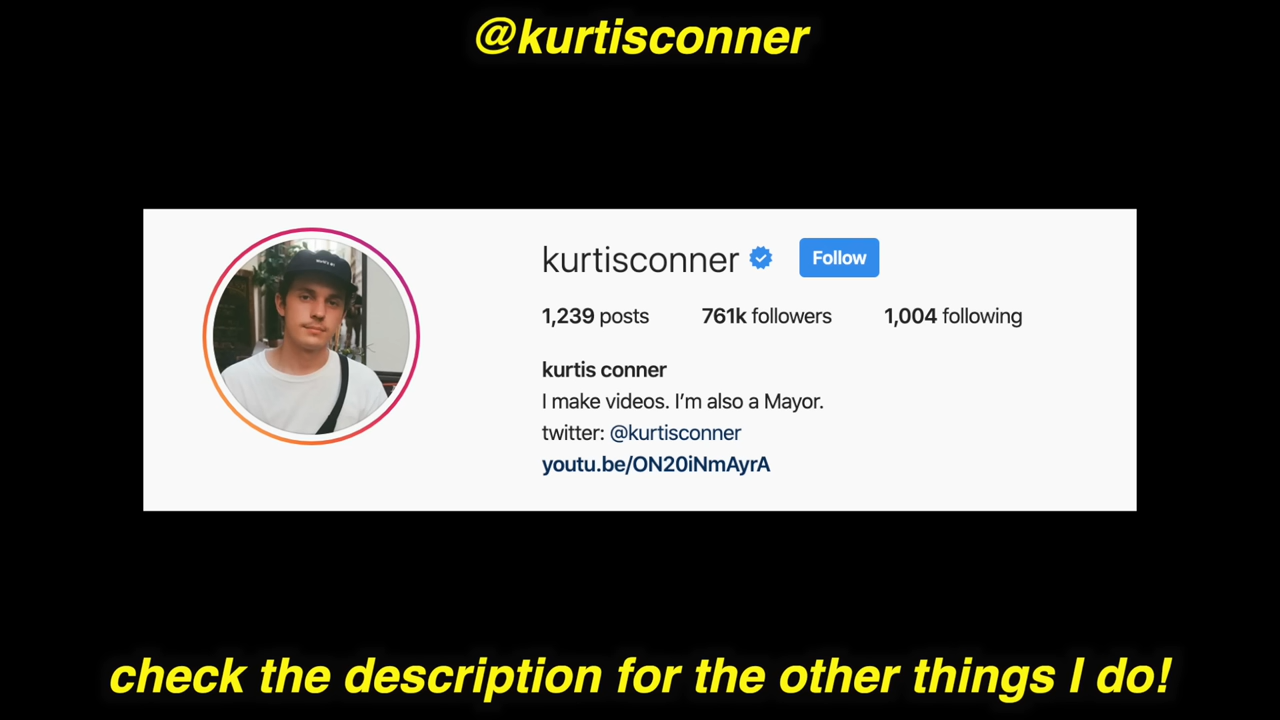 @kurtisconner
kurtisconner Follow
1,239 posts 761k followers 1,004 following
kurtis conner
I make videos. I’m also a Mayor.
twitter: @kurtisconner
youtu.be/ON20iNmAyrA
check the description for the other things I do!